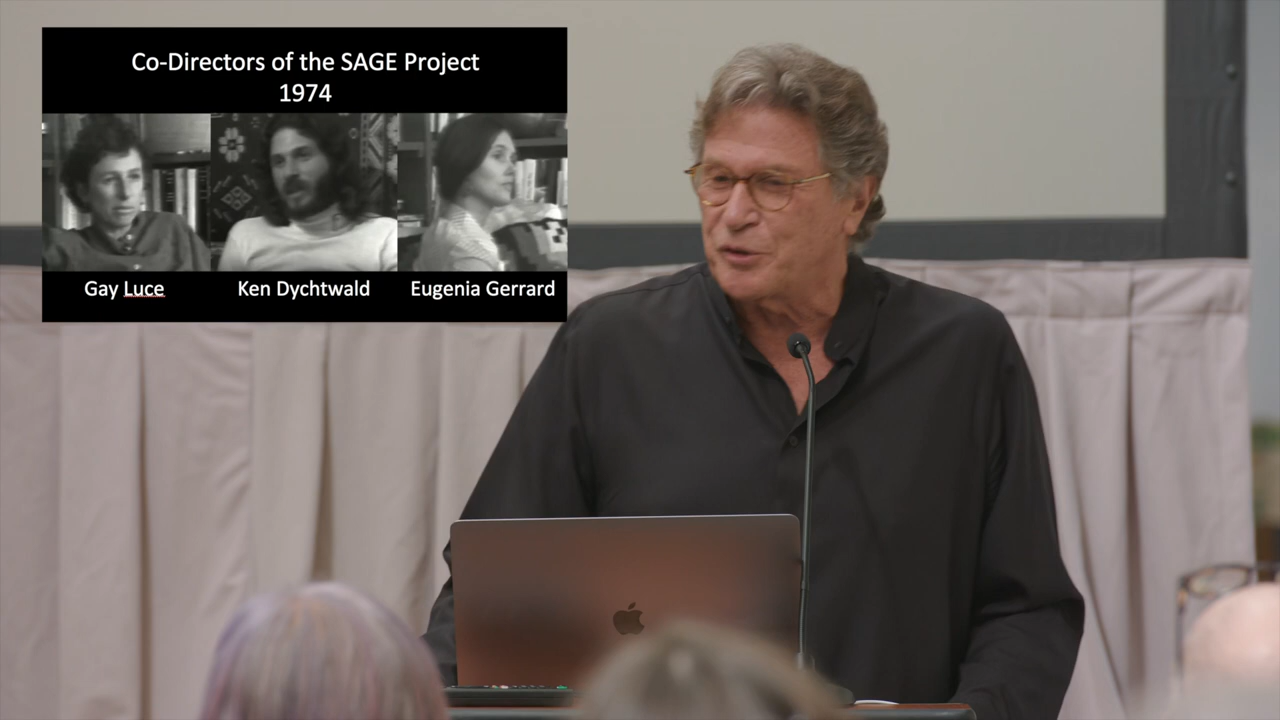 Co-Directors of the SAGE Project
1974
Gay Luce
Ken Dychtwald
Eugenia Gerrard